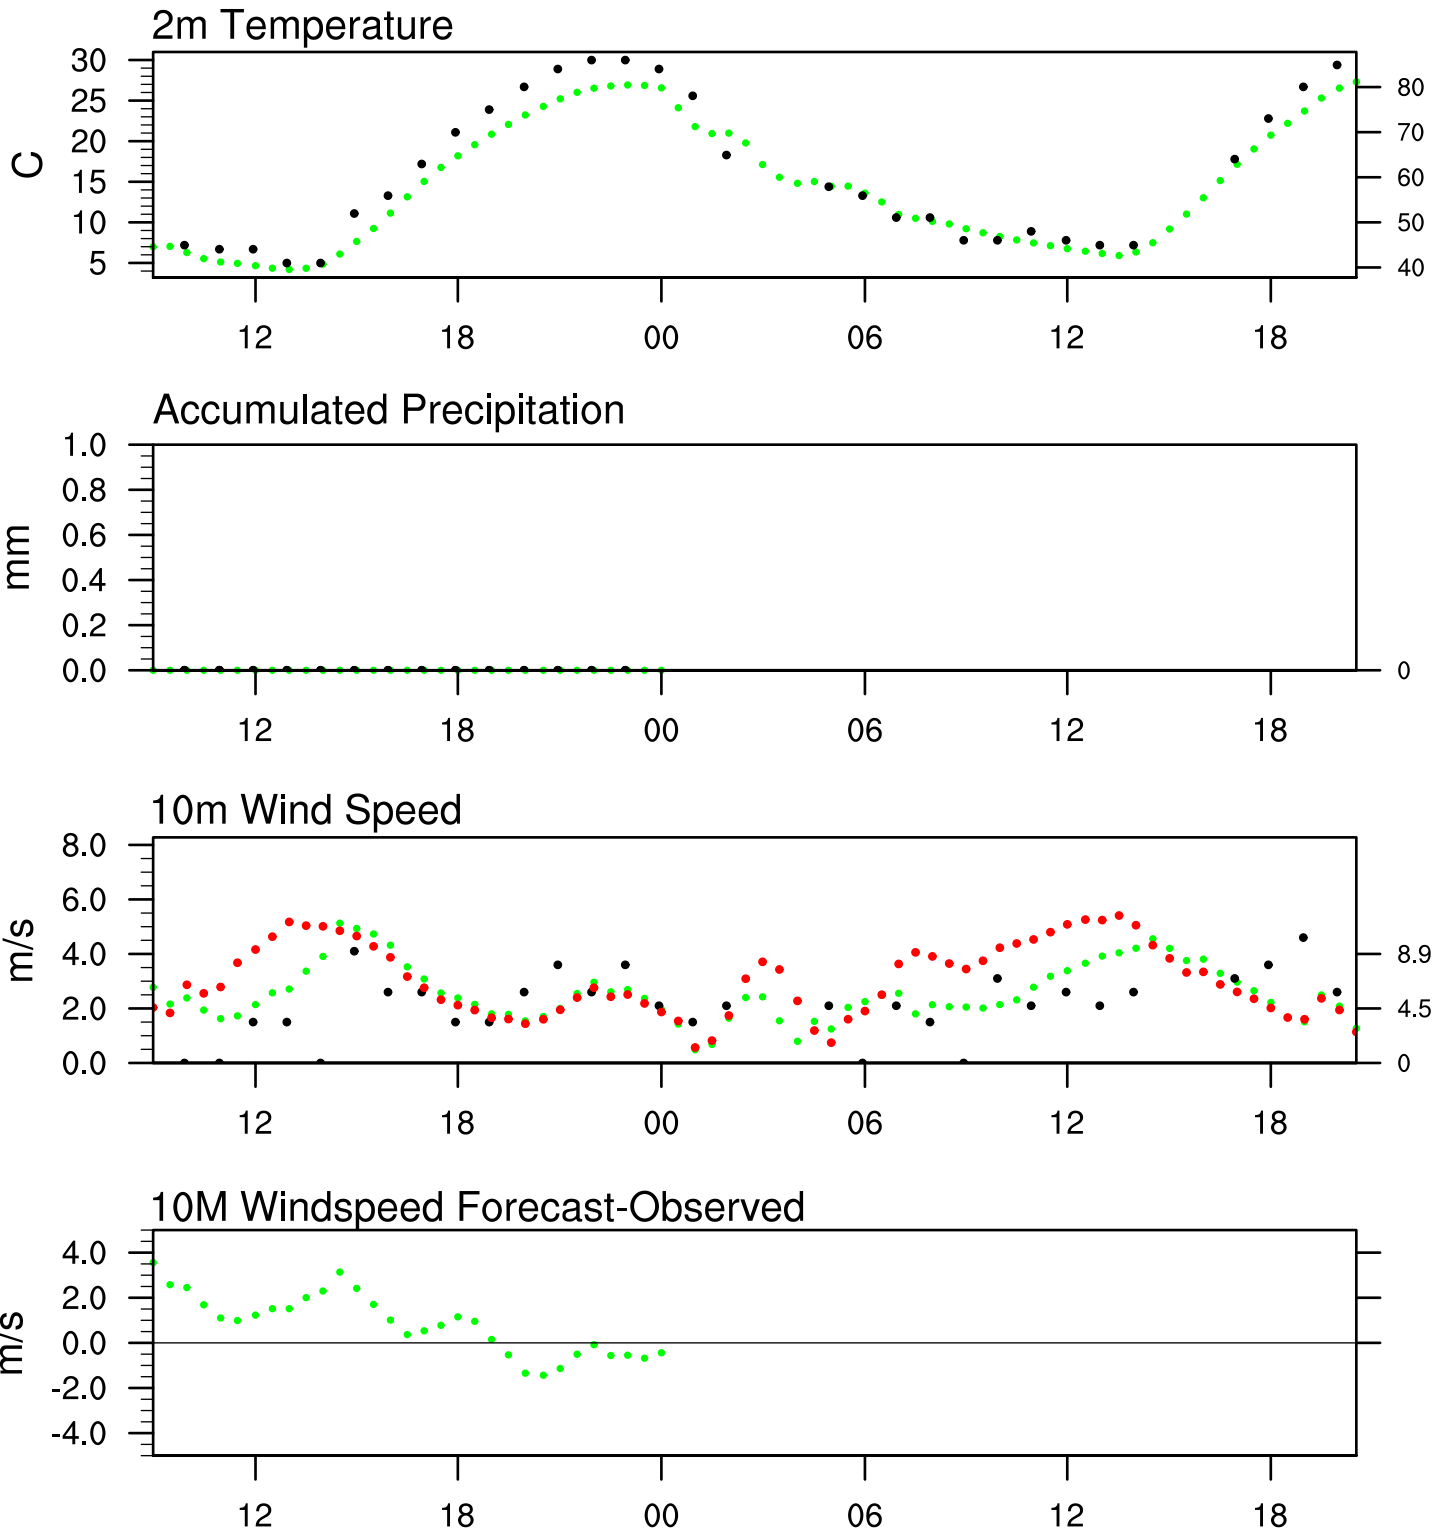 2m Temperature
30
25
20
15
10
5
C
80
70
60
50
40
12 18 00 06 12 18
Accumulated Precipitation
1.0
0.8
0.6
0.4
0.2
0.0
mm
0
12 18 00 06 12 18
10m Wind Speed
8.0
6.0
4.0
2.0
0.0
m/s
8.9
4.5
0
12 18 00 06 12 18
10M Windspeed Forecast-Observed
4.0
2.0
0.0
-2.0
-4.0
m/s
12 18 00 06 12 18